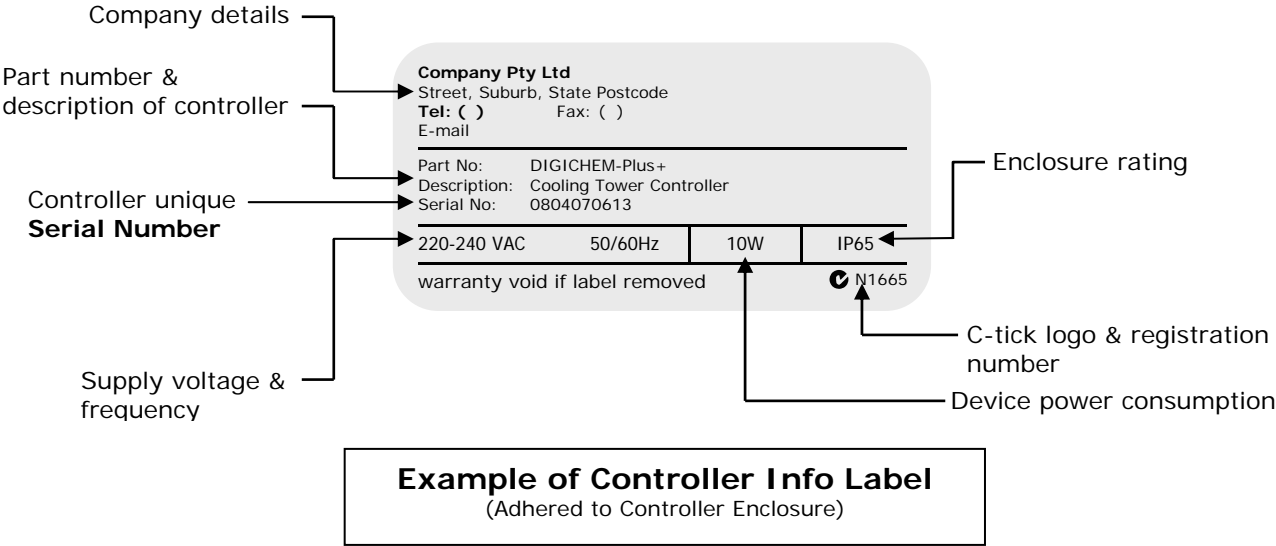 Company details
Part number &
description of controller
Controller unique
Serial Number
Supply voltage &
frequency
Company Pty Ltd
Street, Suburb, State Postcode
Tel: ( ) Fax: ( )
E-mail
Part No: DIGICHEM-Plus+
Description: Cooling Tower Controller
Serial No: 0804070613
220-240 VAC 50/60Hz 10W IP65
warranty void if label removed N1665
Enclosure rating
C-tick logo & registration
number
Device power consumption
Example of Controller Info Label
(Adhered to Controller Enclosure)